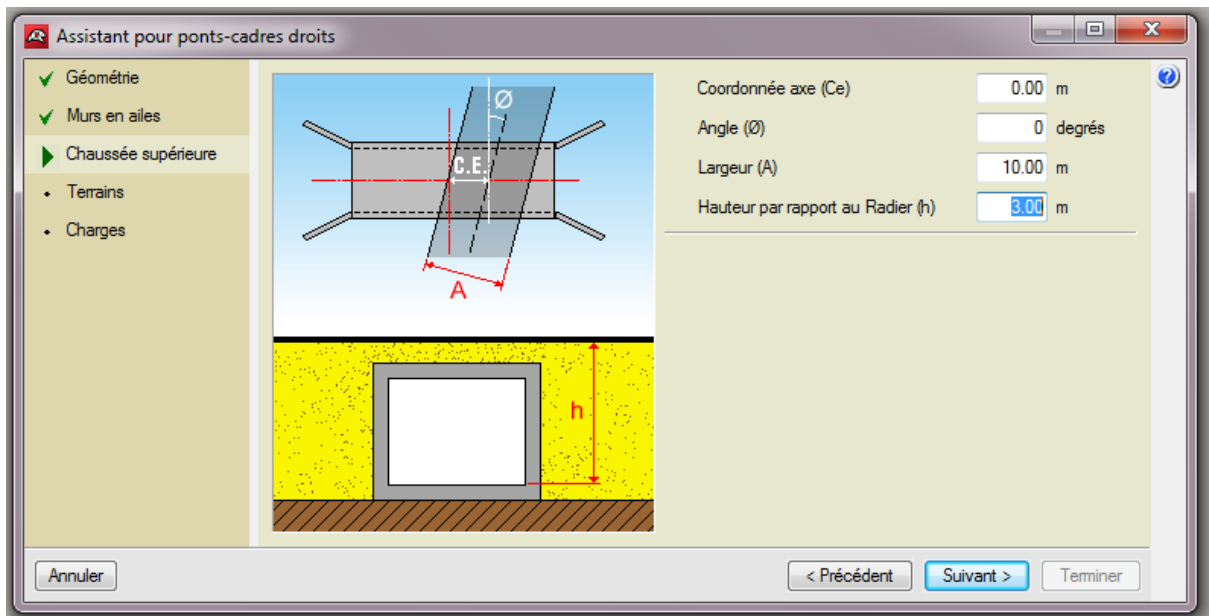 Assistant pour ponts-cadres droits
Géométrie
Murs en ailes
Chaussée supérieure
Terrains
Charges
Ø
C.E.
A
h
Coordonnée axe (Ce) 0.00 m
Angle (Ø) 0 degrés
Largeur (A) 10.00 m
Hauteur par rapport au Radier (h) 3.00 m
?
Annuler
< Précédent
Suivant >
Terminer